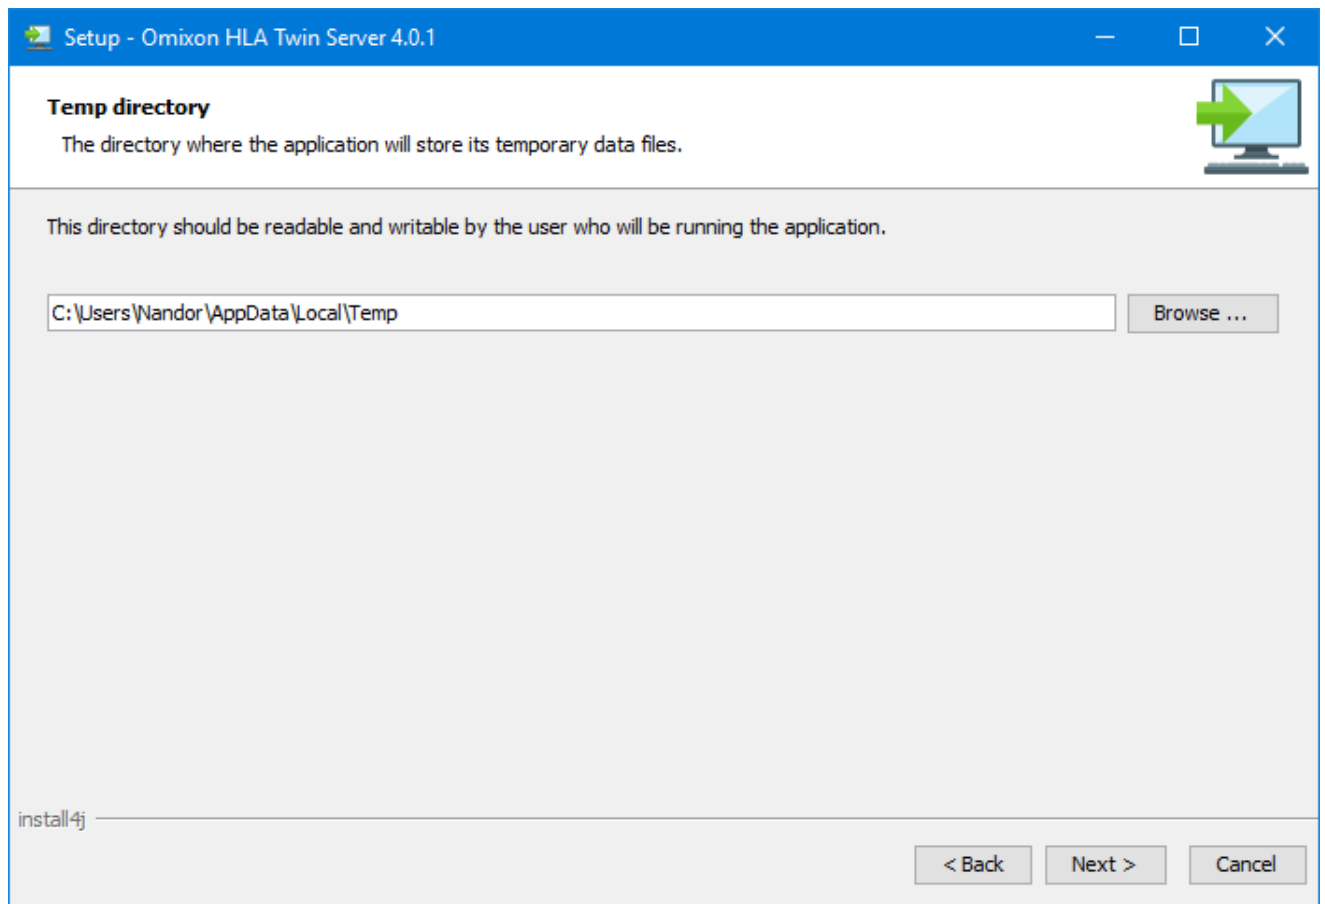 Setup - Omixon HLA Twin Server 4.0.1
Temp directory
The directory where the application will store its temporary data files.
This directory should be readable and writable by the user who will be running the application.
C:\Users\Nandor\AppData\Local\Temp
Browse ...
install4j
< Back
Next >
Cancel